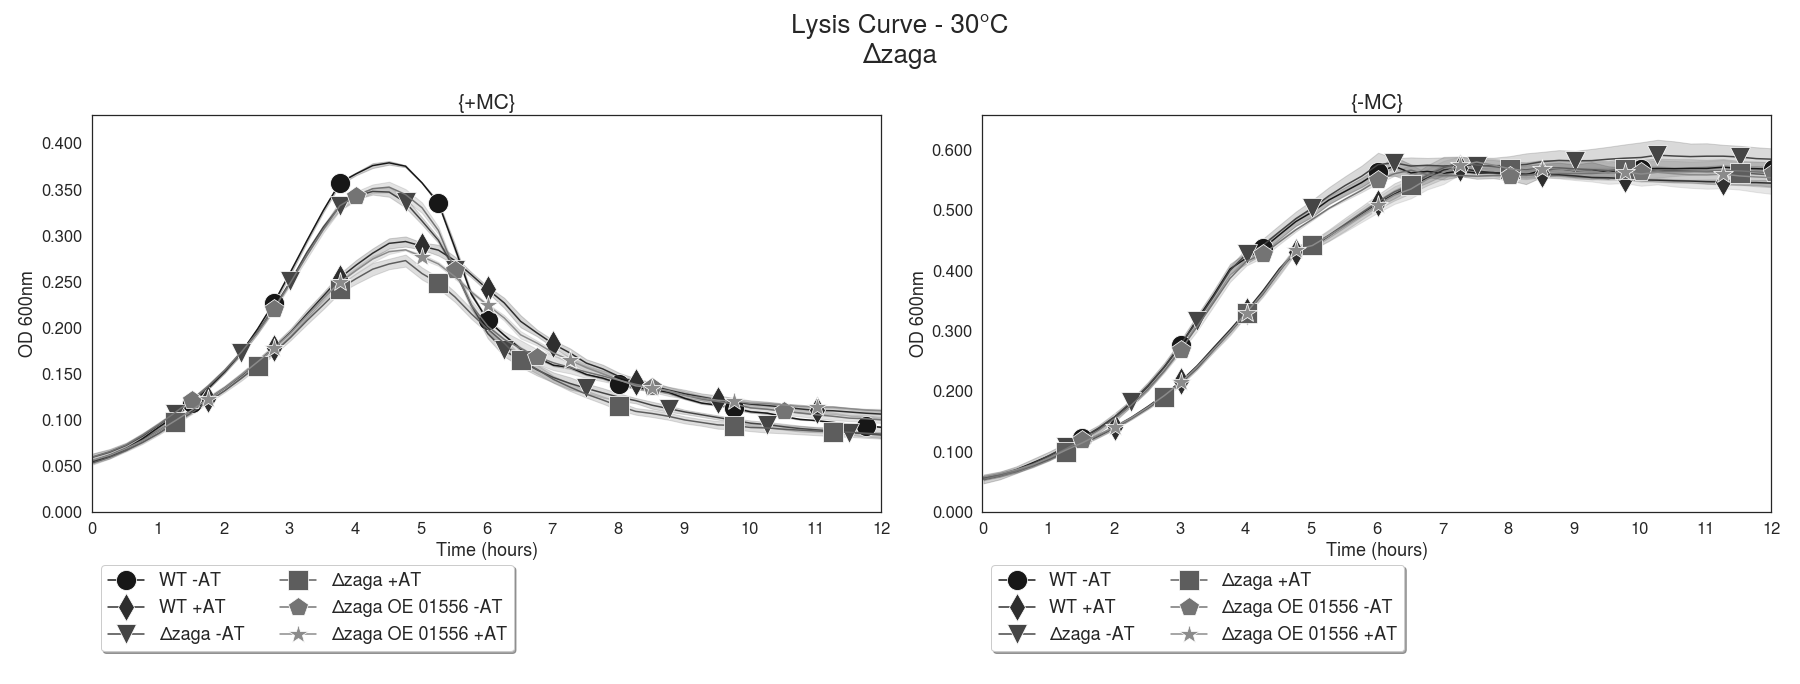 Lysis Curve - 30°C
Δzaga
{+MC}
OD 600nm
0.400
0.350
0.300
0.250
0.200
0.150
0.100
0.050
0.000
0 1 2 3 4 5 6 7 8 9 10 11 12
Time (hours)
WT -AT
WT +AT
Δzaga -AT
Δzaga +AT
Δzaga OE 01556 -AT
Δzaga OE 01556 +AT
{-MC}
OD 600nm
0.600
0.500
0.400
0.300
0.200
0.100
0.000
0 1 2 3 4 5 6 7 8 9 10 11 12
Time (hours)
WT -AT
WT +AT
Δzaga -AT
Δzaga +AT
Δzaga OE 01556 -AT
Δzaga OE 01556 +AT